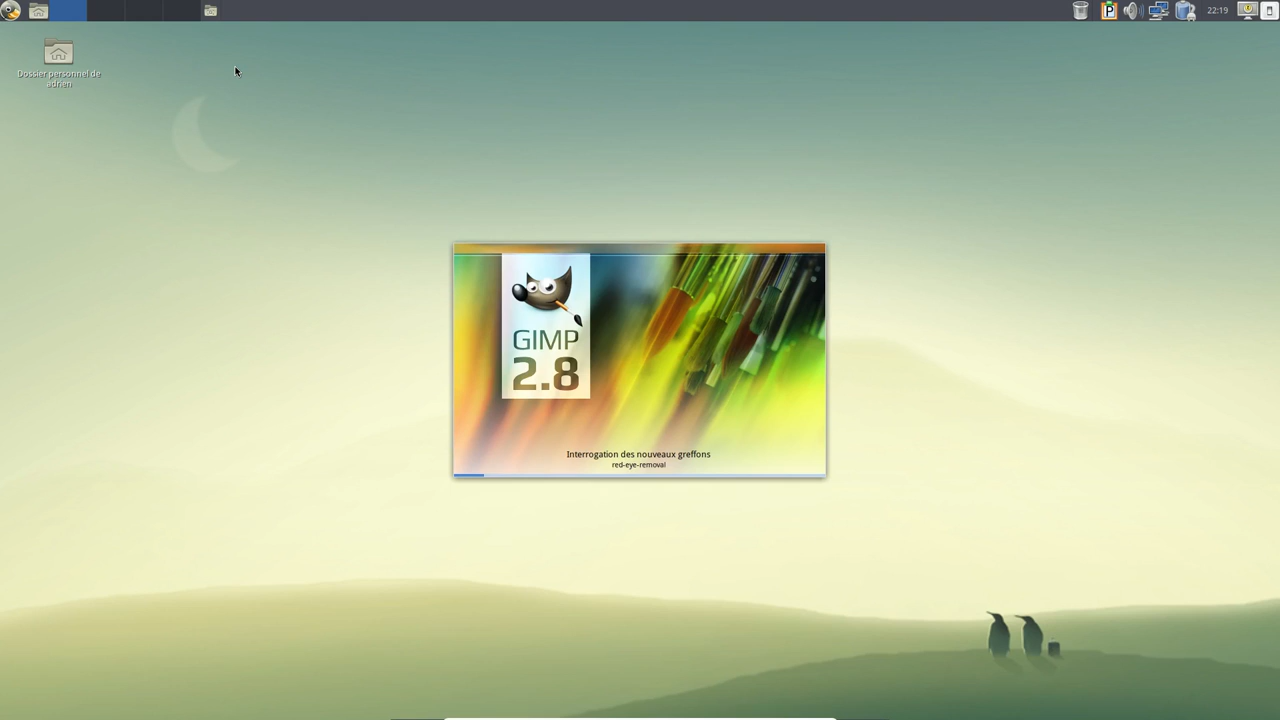 22:19
Dossier personnel de
adrien
GIMP
2.8
Interrogation des nouveaux greffons
red-eye-removal